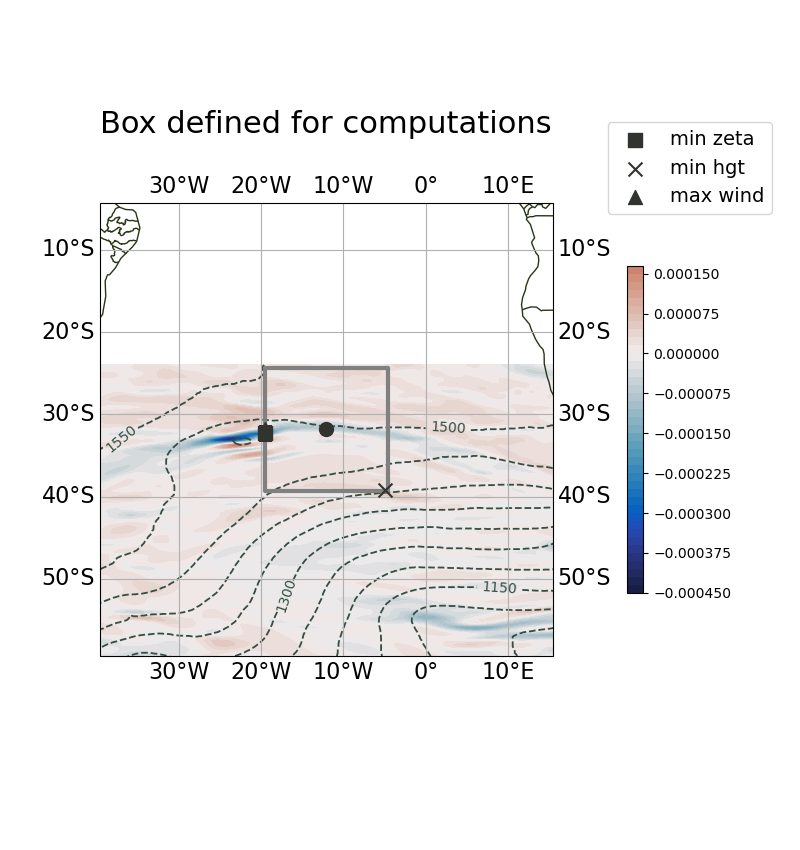 Box defined for computations
min zeta
min hgt
max wind
30°W 20°W 10°W 0° 10°E
10°S 10°S
20°S 20°S
30°S 30°S
40°S 40°S
50°S 50°S
30°W 20°W 10°W 0° 10°E
1550
1500
1300
1150
0.000150
0.000075
0.000000
−0.000075
−0.000150
−0.000225
−0.000300
−0.000375
−0.000450